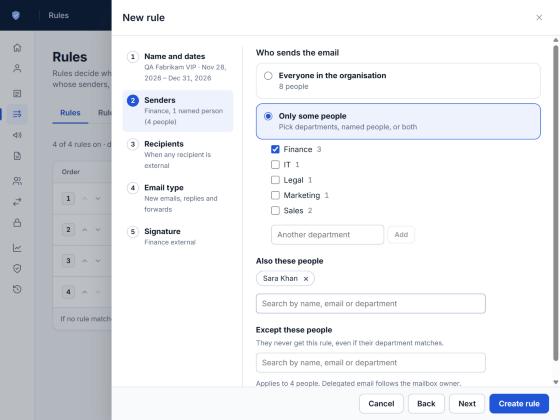 Rules
New rule
Rules
Rules decide wh
whose senders,
Rules
Rule
4 of 4 rules on · d
Order
1
2
3
4
If no rule match
1
Name and dates
QA Fabrikam VIP · Nov 28,
2026 – Dec 31, 2026
2
Senders
Finance, 1 named person
(4 people)
3
Recipients
When any recipient is
external
4
Email type
New emails, replies and
forwards
5
Signature
Finance external
Who sends the email
Everyone in the organisation
8 people
Only some people
Pick departments, named people, or both
Finance 3
IT 1
Legal 1
Marketing 1
Sales 2
Another department
Add
Also these people
Sara Khan ×
Search by name, email or department
Except these people
They never get this rule, even if their department matches.
Search by name, email or department
Applies to 4 people. Delegated email follows the mailbox owner.
Cancel
Back
Next
Create rule